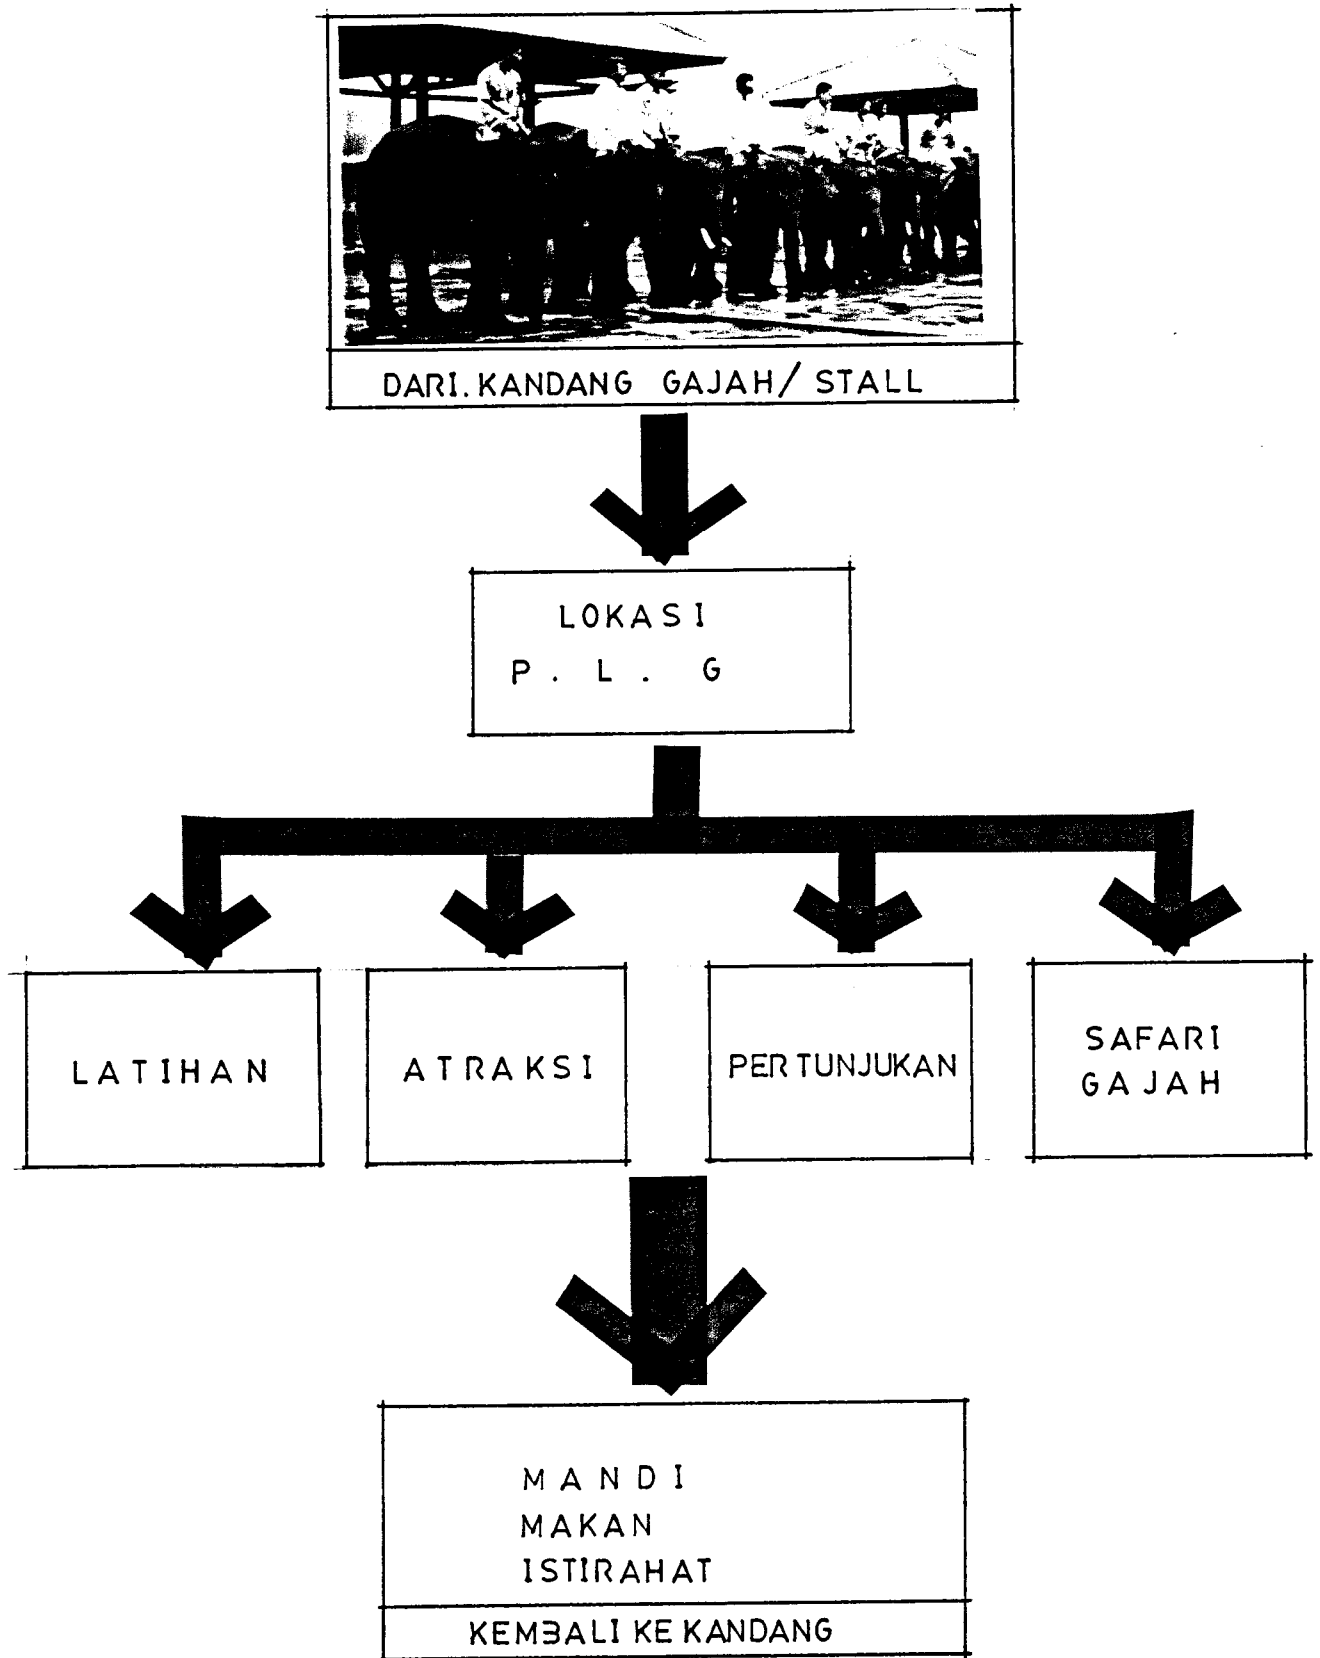 DARI. KANDANG GAJAH/ STALL
LOKASI
P. L. G
LATIHAN
ATRAKSI
PERTUNJUKAN
SAFARI
GAJAH
MANDI
MAKAN
ISTIRAHAT
KEMBALI KE KANDANG